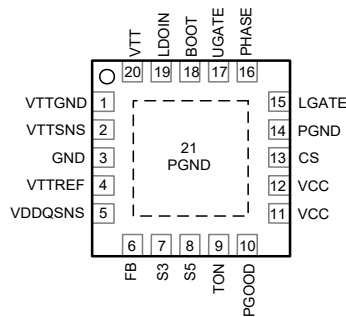 VTT
LDOIN
BOOT
UGATE
PHASE
20 19 18 17 16
VTTGND 1
VTTSNS 2
GND 3
VTTREF 4
VDDQSNS 5
21
PGND
15 LGATE
14 PGND
13 CS
12 VCC
11 VCC
6 7 8 9 10
FB
S3
S5
TON
PGOOD